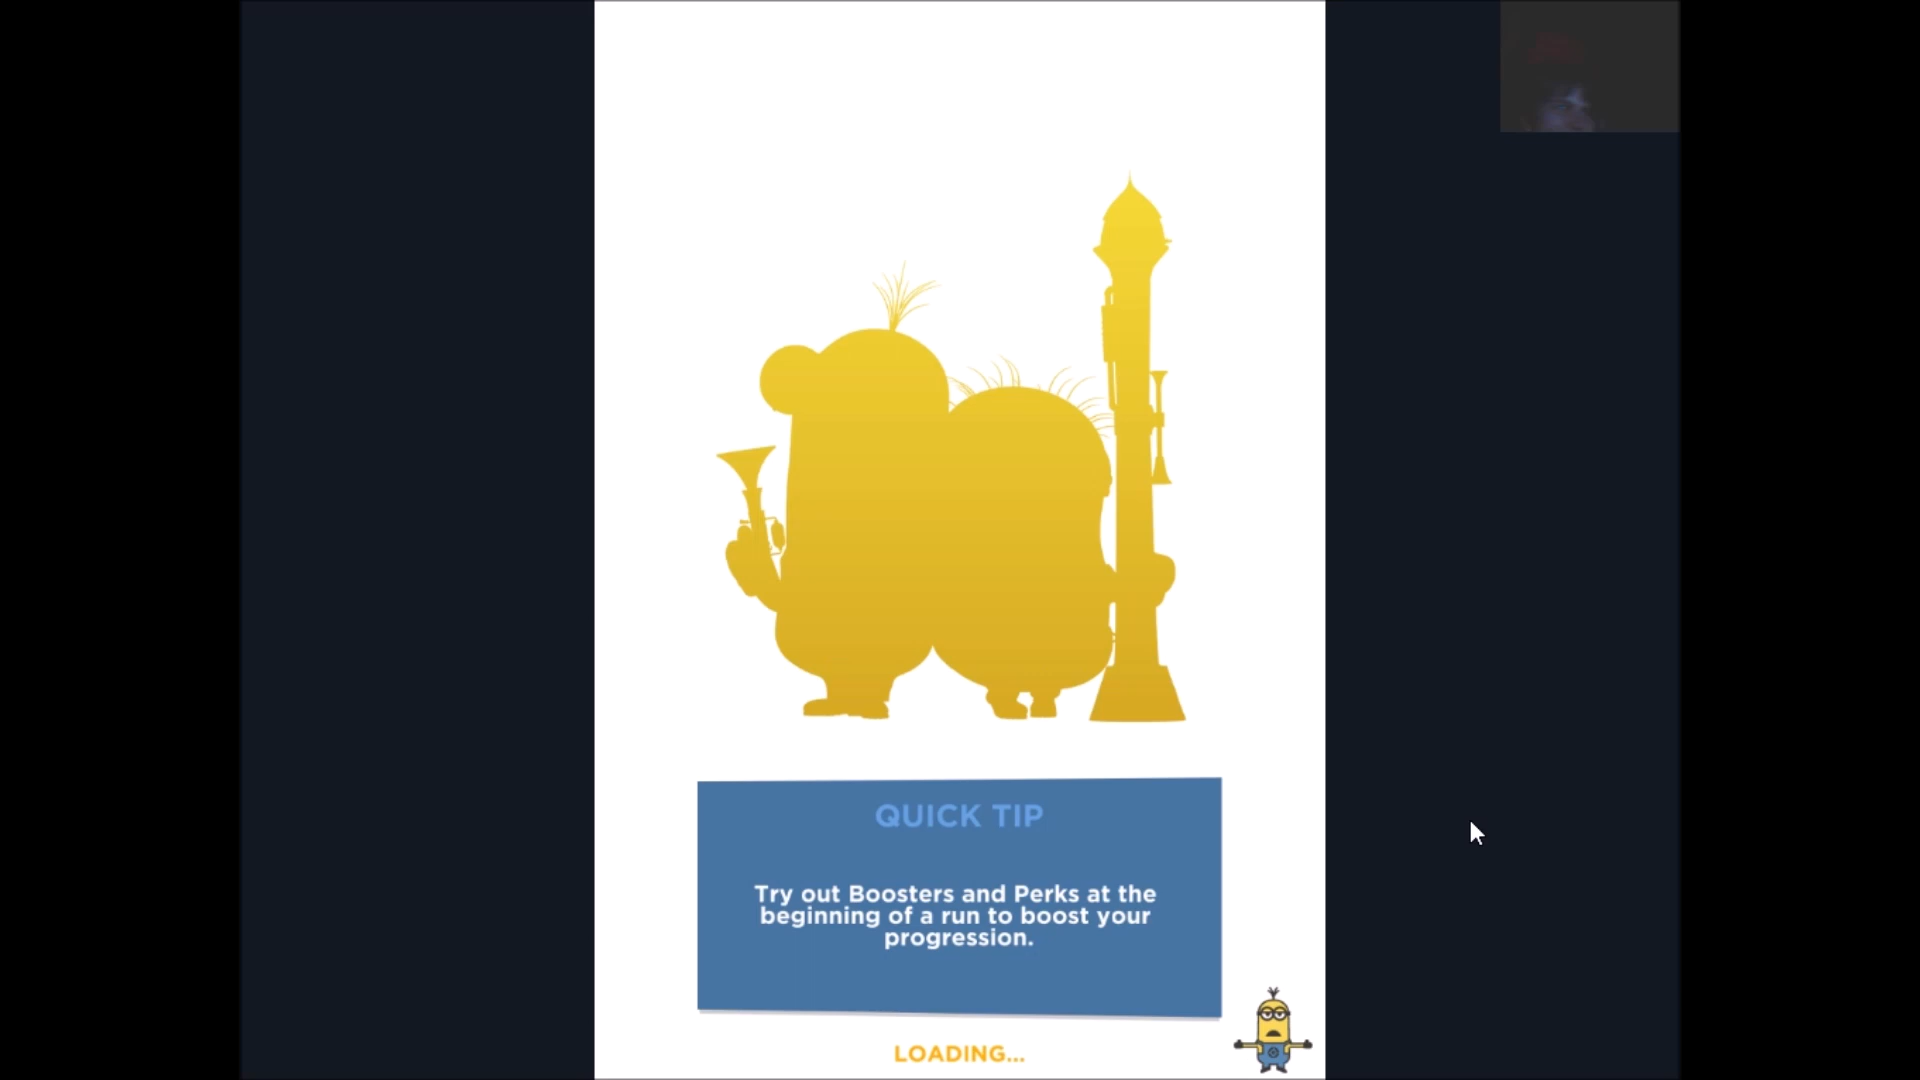 QUICK TIP
Try out Boosters and Perks at the
beginning of a run to boost your
progression.
LOADING...